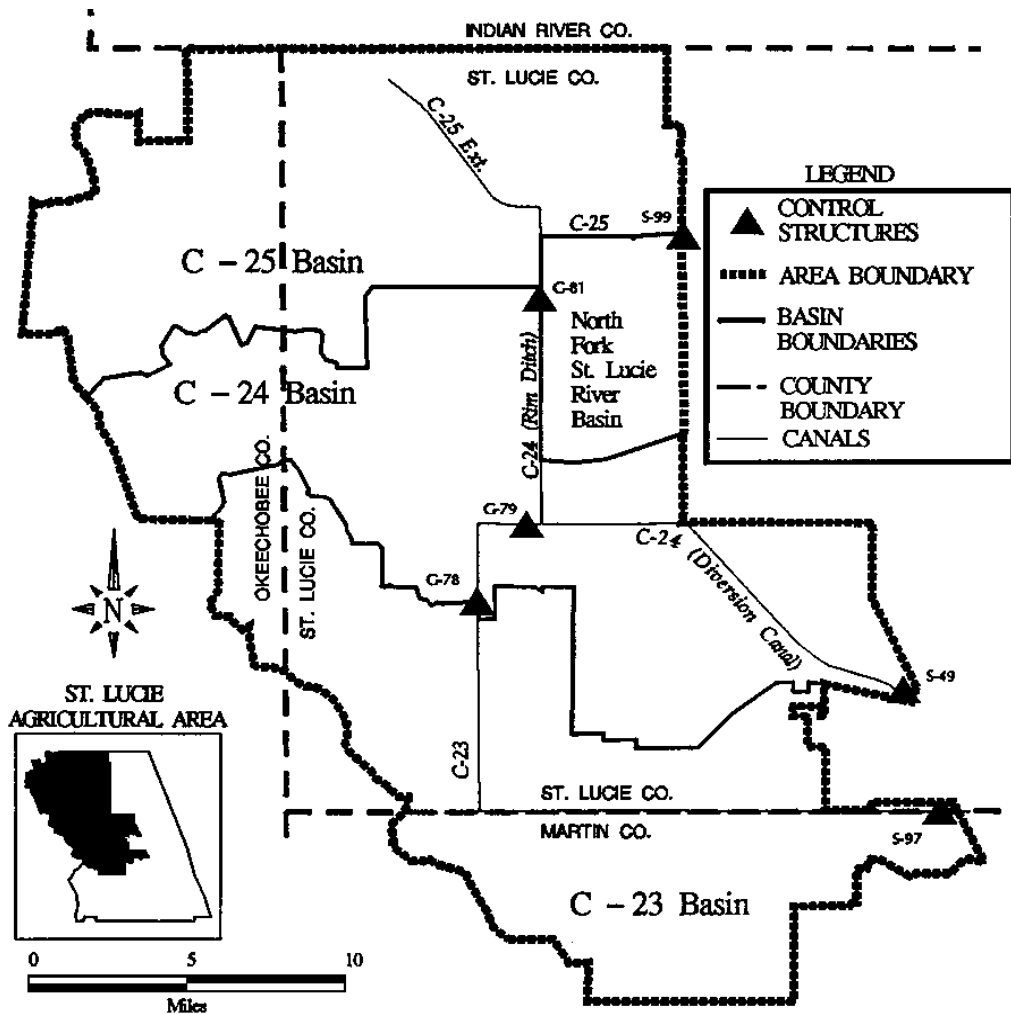 INDIAN RIVER CO.
ST. LUCIE CO.
C-25 Ext.
LEGEND
CONTROL
STRUCTURES
AREA BOUNDARY
BASIN
BOUNDARIES
COUNTY
BOUNDARY
CANALS
S-99
C-25
C - 25 Basin
G-81
North
Fork
St. Lucie
River
Basin
C-24 (Rim Ditch)
C - 24 Basin
OKEECHOBEE CO.
ST. LUCIE CO.
G-79
C-24 (Diversion Canal)
G-78
N
S-49
ST. LUCIE
AGRICULTURAL AREA
C-23
ST. LUCIE CO.
MARTIN CO.
S-97
C - 23 Basin
0 5 10
Miles